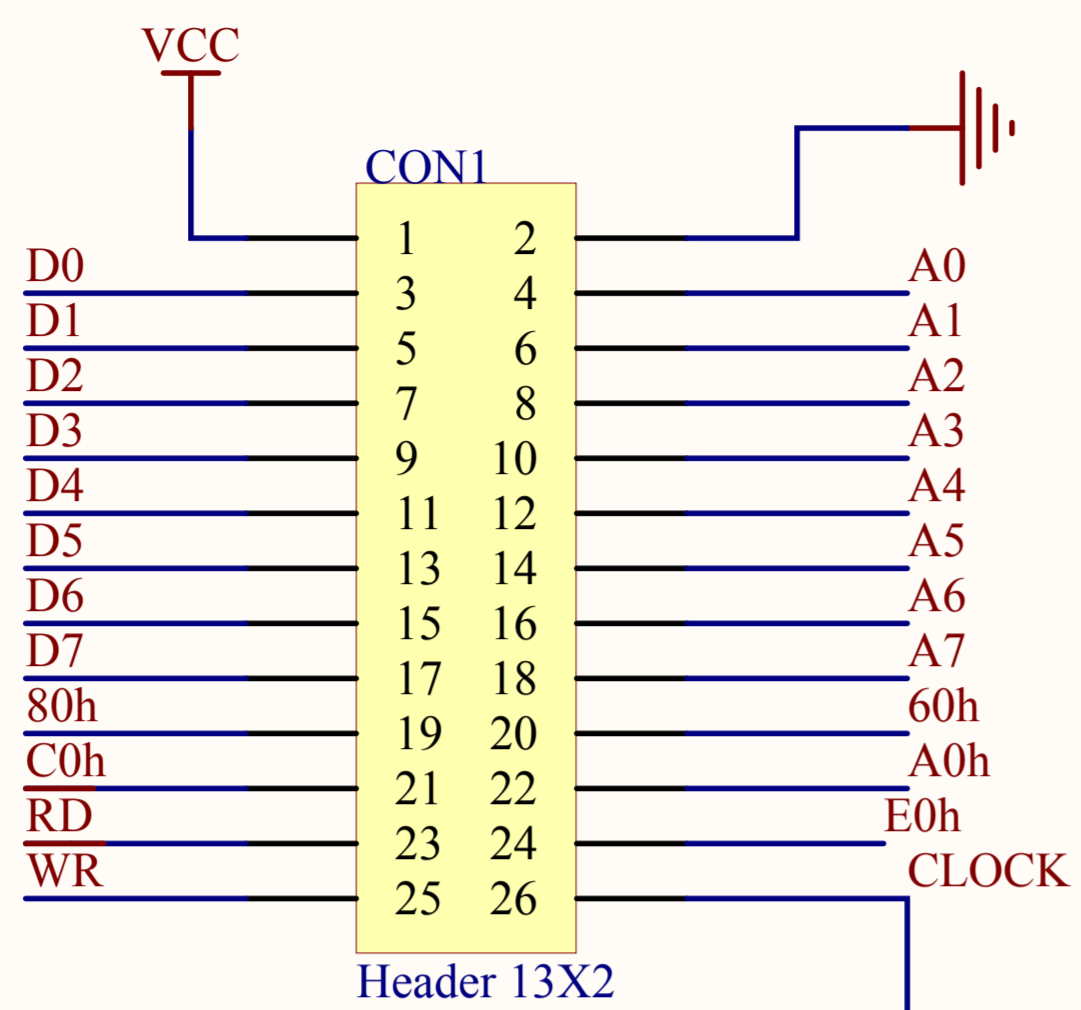 VCC
CON1
1 2
D0 3 4 A0
D1 5 6 A1
D2 7 8 A2
D3 9 10 A3
D4 11 12 A4
D5 13 14 A5
D6 15 16 A6
D7 17 18 A7
80h 19 20 60h
C0h 21 22 A0h
RD 23 24 E0h
WR 25 26 CLOCK
Header 13X2